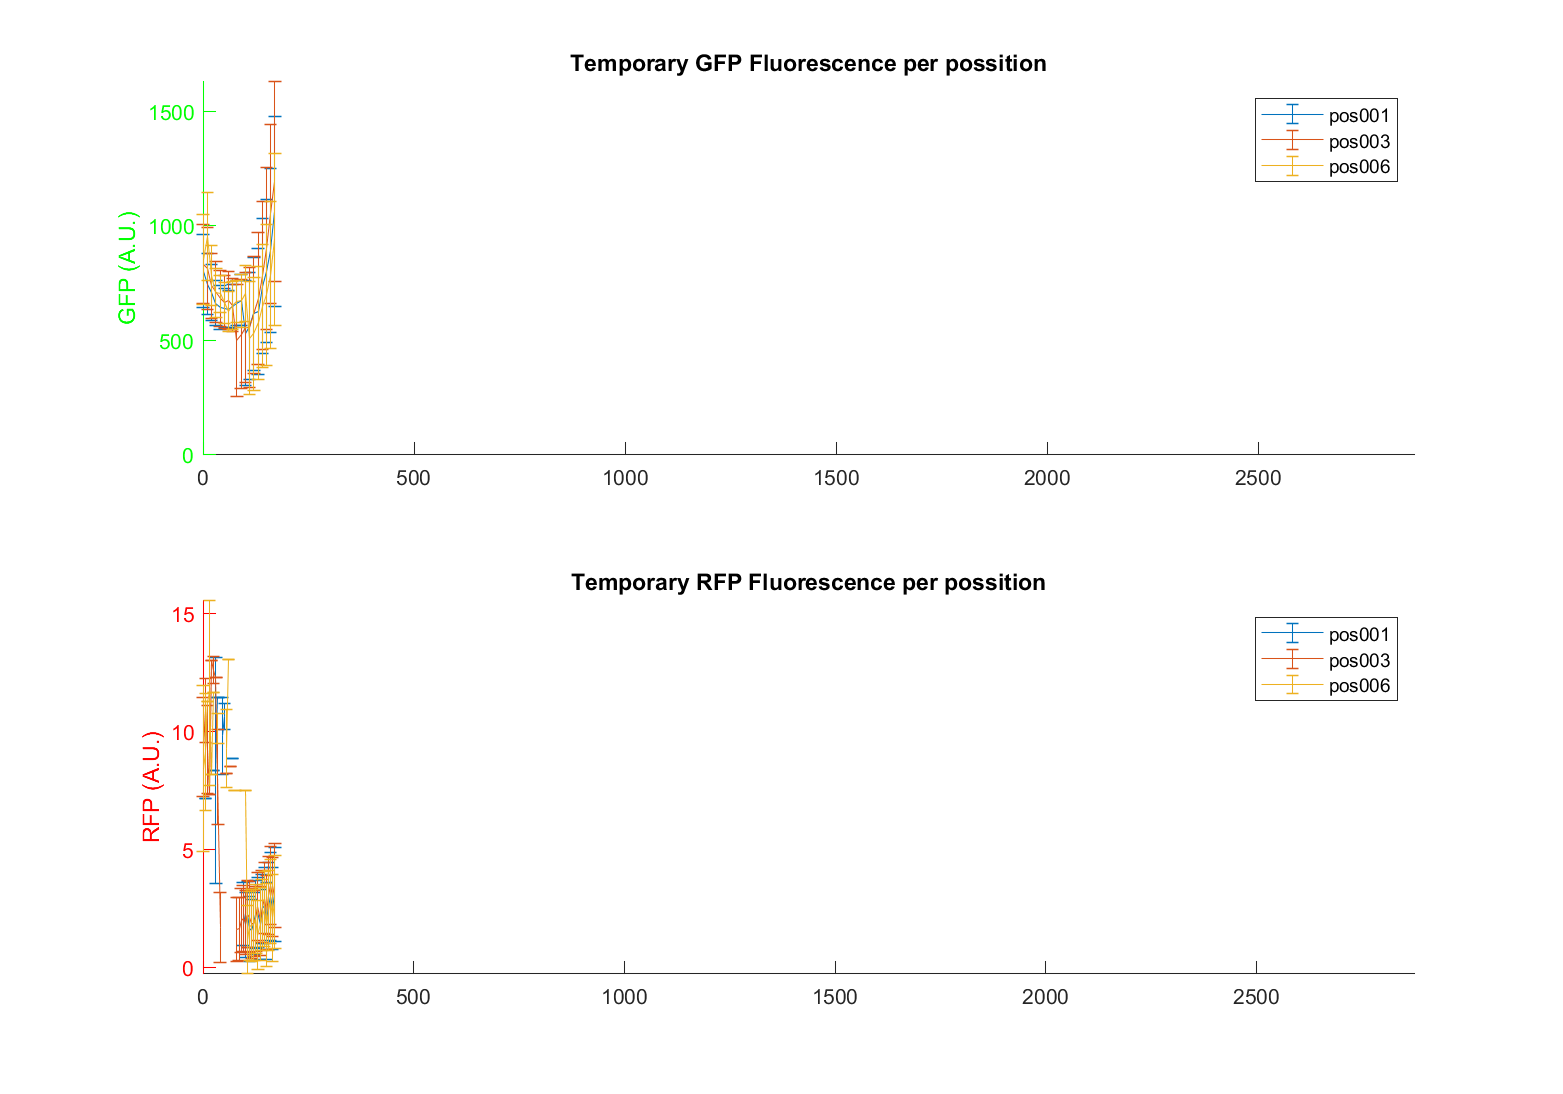 Temporary GFP Fluorescence per possition
GFP (A.U.)
1500
1000
500
0
0 500 1000 1500 2000 2500
pos001
pos003
pos006
Temporary RFP Fluorescence per possition
RFP (A.U.)
15
10
5
0
0 500 1000 1500 2000 2500
pos001
pos003
pos006